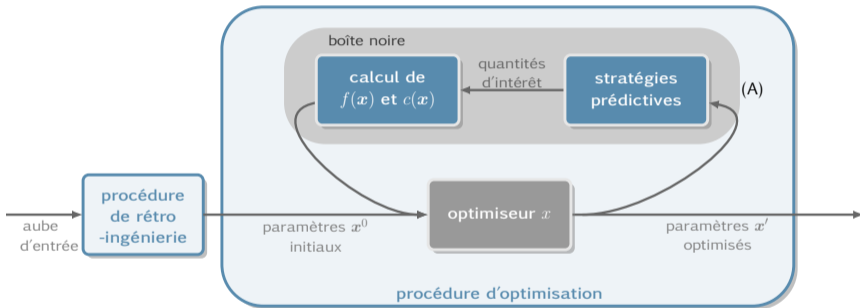 boîte noire
calcul de
f(x) et c(x)
quantités
d'intérêt
stratégies
prédictives
(A)
procédure
de rétro
-ingénierie
aube
d'entrée
paramètres x⁰
initiaux
optimiseur x
paramètres x′
optimisés
procédure d'optimisation